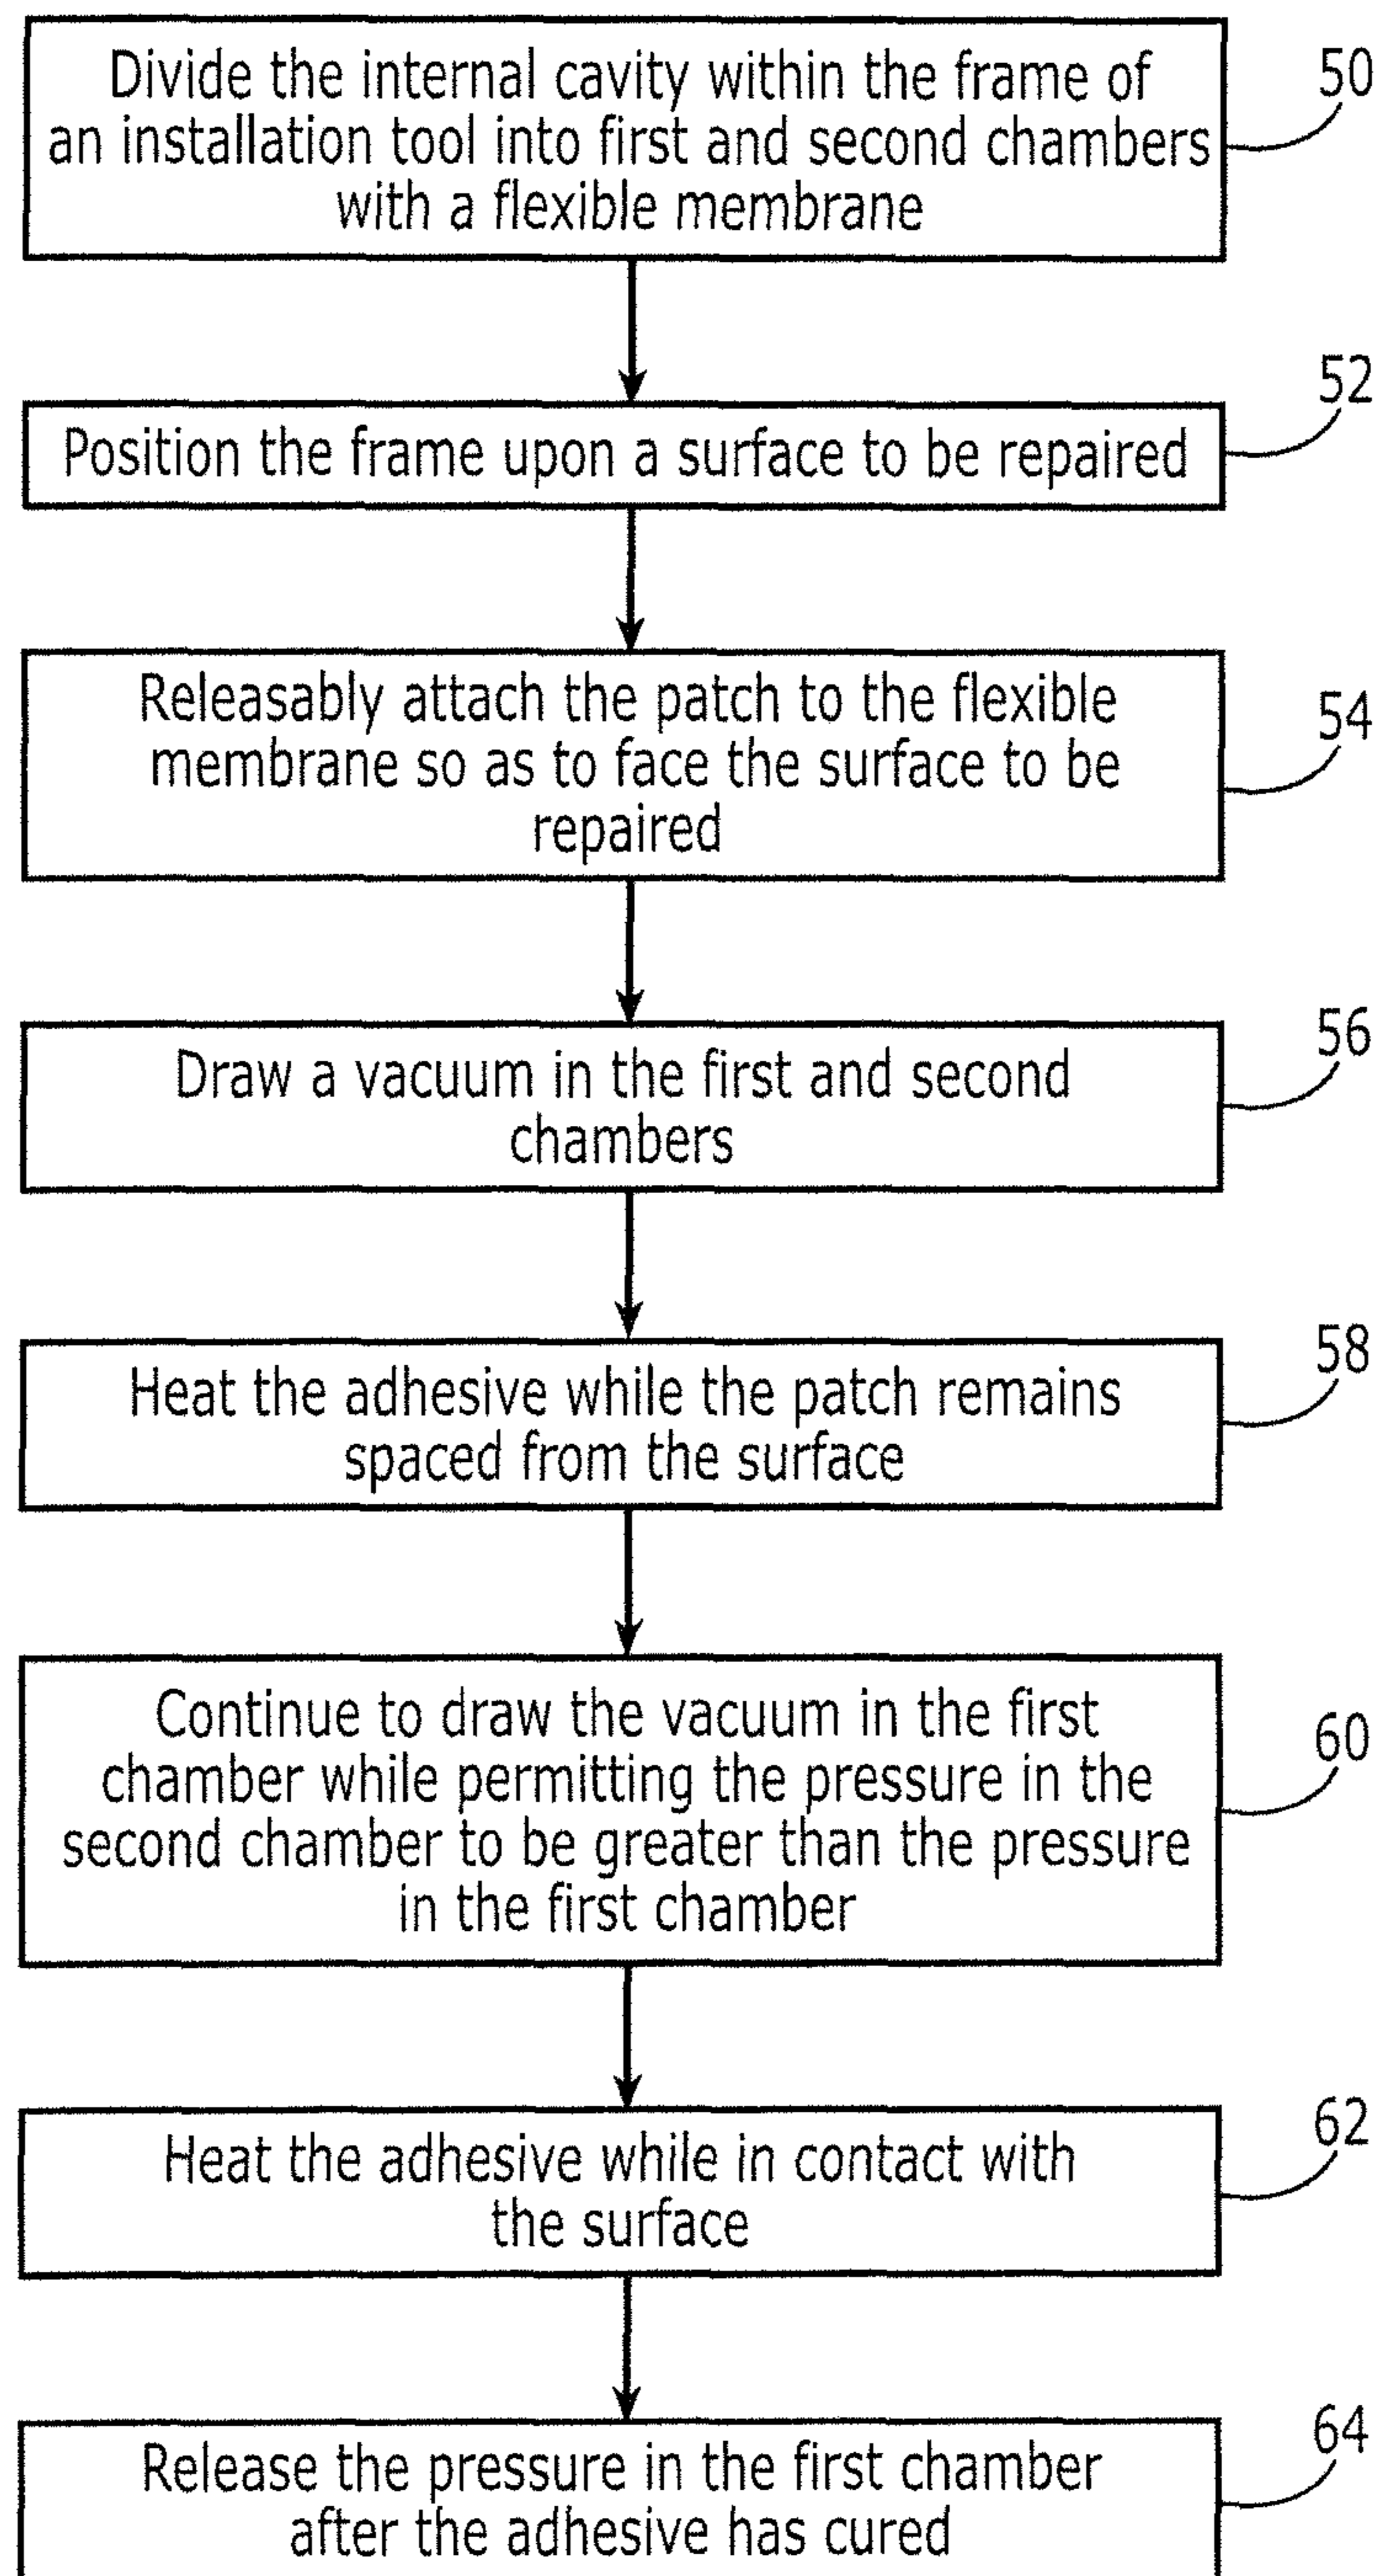 Divide the internal cavity within the frame of
an installation tool into first and second chambers
with a flexible membrane
50
Position the frame upon a surface to be repaired
52
Releasably attach the patch to the flexible
membrane so as to face the surface to be
repaired
54
Draw a vacuum in the first and second
chambers
56
Heat the adhesive while the patch remains
spaced from the surface
58
Continue to draw the vacuum in the first
chamber while permitting the pressure in the
second chamber to be greater than the pressure
in the first chamber
60
Heat the adhesive while in contact with
the surface
62
Release the pressure in the first chamber
after the adhesive has cured
64